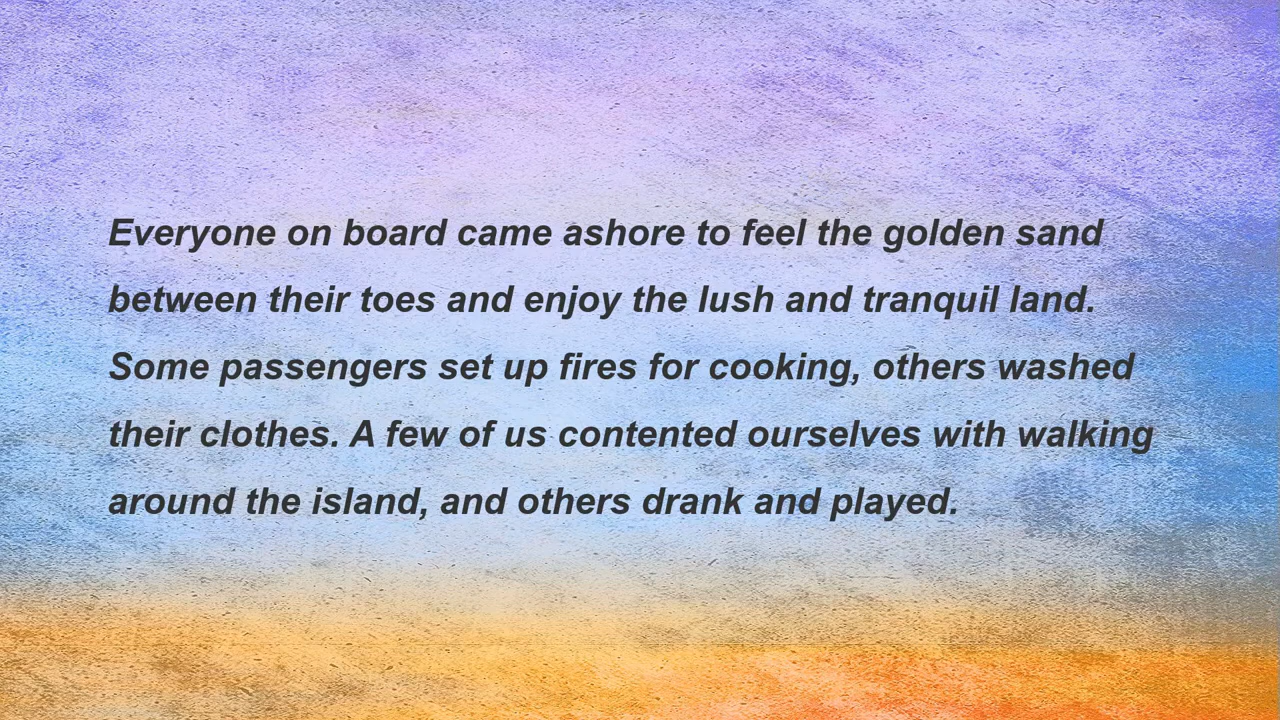 Everyone on board came ashore to feel the golden sand
between their toes and enjoy the lush and tranquil land.
Some passengers set up fires for cooking, others washed
their clothes. A few of us contented ourselves with walking
around the island, and others drank and played.